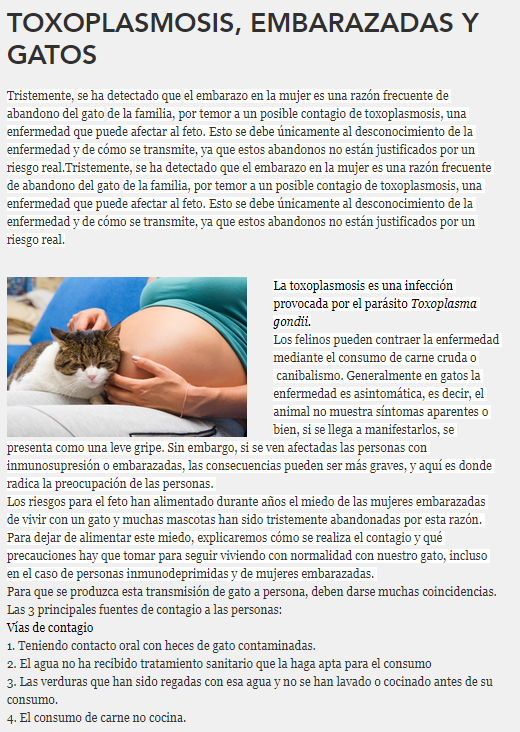 TOXOPLASMOSIS, EMBARAZADAS Y
GATOS
Tristemente, se ha detectado que el embarazo en la mujer es una razón frecuente de
abandono del gato de la familia, por temor a un posible contagio de toxoplasmosis, una
enfermedad que puede afectar al feto. Esto se debe únicamente al desconocimiento de la
enfermedad y de cómo se transmite, ya que estos abandonos no están justificados por un
riesgo real.Tristemente, se ha detectado que el embarazo en la mujer es una razón frecuente
de abandono del gato de la familia, por temor a un posible contagio de toxoplasmosis, una
enfermedad que puede afectar al feto. Esto se debe únicamente al desconocimiento de la
enfermedad y de cómo se transmite, ya que estos abandonos no están justificados por un
riesgo real.
La toxoplasmosis es una infección
provocada por el parásito Toxoplasma
gondii.
Los felinos pueden contraer la enfermedad
mediante el consumo de carne cruda o
canibalismo. Generalmente en gatos la
enfermedad es asintomática, es decir, el
animal no muestra síntomas aparentes o
bien, si se llega a manifestarlos, se
presenta como una leve gripe. Sin embargo, si se ven afectadas las personas con
inmunosupresión o embarazadas, las consecuencias pueden ser más graves, y aquí es donde
radica la preocupación de las personas.
Los riesgos para el feto han alimentado durante años el miedo de las mujeres embarazadas
de vivir con un gato y muchas mascotas han sido tristemente abandonadas por esta razón.
Para dejar de alimentar este miedo, explicaremos cómo se realiza el contagio y qué
precauciones hay que tomar para seguir viviendo con normalidad con nuestro gato, incluso
en el caso de personas inmunodeprimidas y de mujeres embarazadas.
Para que se produzca esta transmisión de gato a persona, deben darse muchas coincidencias.
Las 3 principales fuentes de contagio a las personas:
Vías de contagio
1. Teniendo contacto oral con heces de gato contaminadas.
2. El agua no ha recibido tratamiento sanitario que la haga apta para el consumo
3. Las verduras que han sido regadas con esa agua y no se han lavado o cocinado antes de su
consumo.
4. El consumo de carne no cocina.